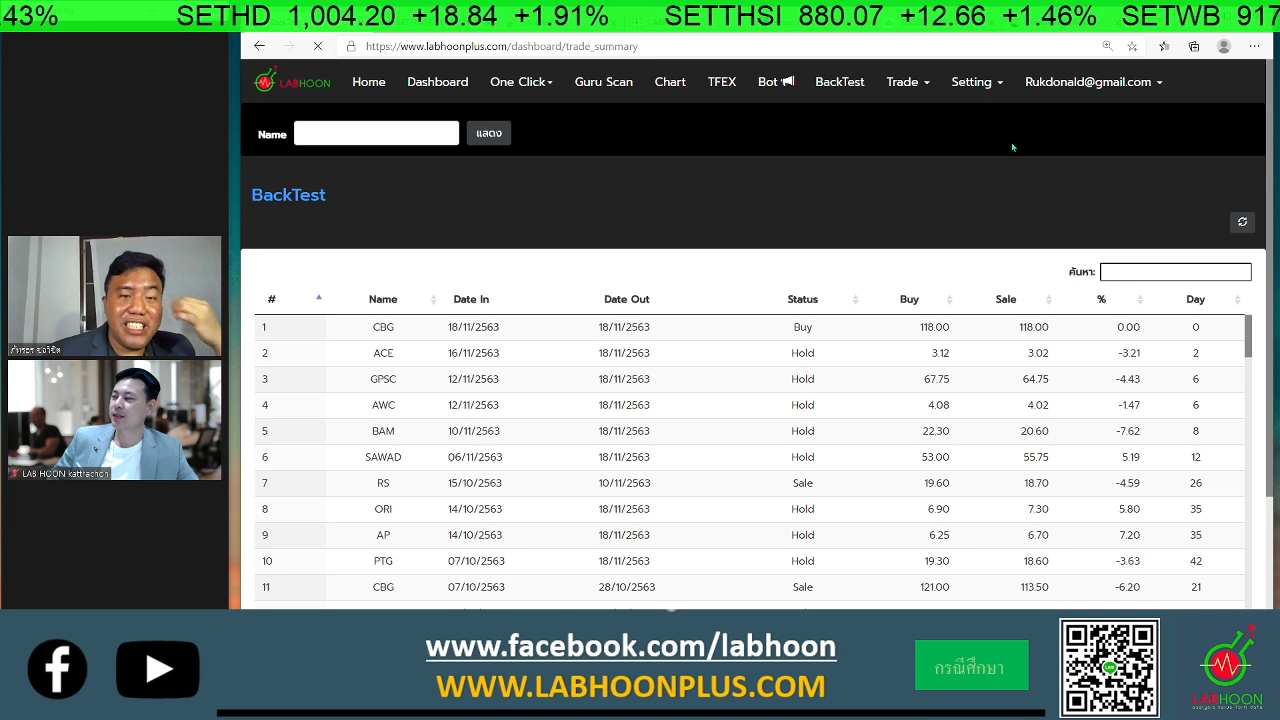 .43% SETHD 1,004.20 +18.84 +1.91% SETTHSI 880.07 +12.66 +1.46% SETWB 917
https://www.labhoonplus.com/dashboard/trade_summary
LABHOON Home Dashboard One Click Guru Scan Chart TFEX Bot BackTest Trade Setting Rukdonald@gmail.com
Name แสดง
BackTest
ค้นหา:
# Name Date In Date Out Status Buy Sale % Day
1 CBG 18/11/2563 18/11/2563 Buy 118.00 118.00 0.00 0
2 ACE 16/11/2563 18/11/2563 Hold 3.12 3.02 -3.21 2
3 GPSC 12/11/2563 18/11/2563 Hold 67.75 64.75 -4.43 6
4 AWC 12/11/2563 18/11/2563 Hold 4.08 4.02 -1.47 6
5 BAM 10/11/2563 18/11/2563 Hold 22.30 20.60 -7.62 8
6 SAWAD 06/11/2563 18/11/2563 Hold 53.00 55.75 5.19 12
7 RS 15/10/2563 10/11/2563 Sale 19.60 18.70 -4.59 26
8 ORI 14/10/2563 18/11/2563 Hold 6.90 7.30 5.80 35
9 AP 14/10/2563 18/11/2563 Hold 6.25 6.70 7.20 35
10 PTG 07/10/2563 18/11/2563 Hold 19.30 18.60 -3.63 42
11 CBG 07/10/2563 28/10/2563 Sale 121.00 113.50 -6.20 21
LAB HOON kattrachon
www.facebook.com/labhoon
WWW.LABHOONPLUS.COM
กรณีศึกษา
LINE
LABHOON
analysis value form data